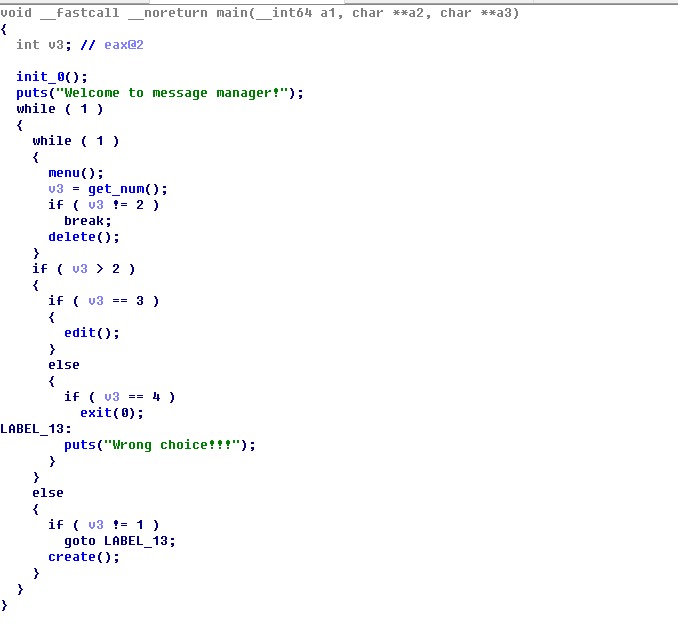 void __fastcall __noreturn main(__int64 a1, char **a2, char **a3)
{
  int v3; // eax@2

  init_0();
  puts("Welcome to message manager!");
  while ( 1 )
  {
    while ( 1 )
    {
      menu();
      v3 = get_num();
      if ( v3 != 2 )
        break;
      delete();
    }
    if ( v3 > 2 )
    {
      if ( v3 == 3 )
      {
        edit();
      }
      else
      {
        if ( v3 == 4 )
          exit(0);
LABEL_13:
        puts("Wrong choice!!!");
      }
    }
    else
    {
      if ( v3 != 1 )
        goto LABEL_13;
      create();
    }
  }
}